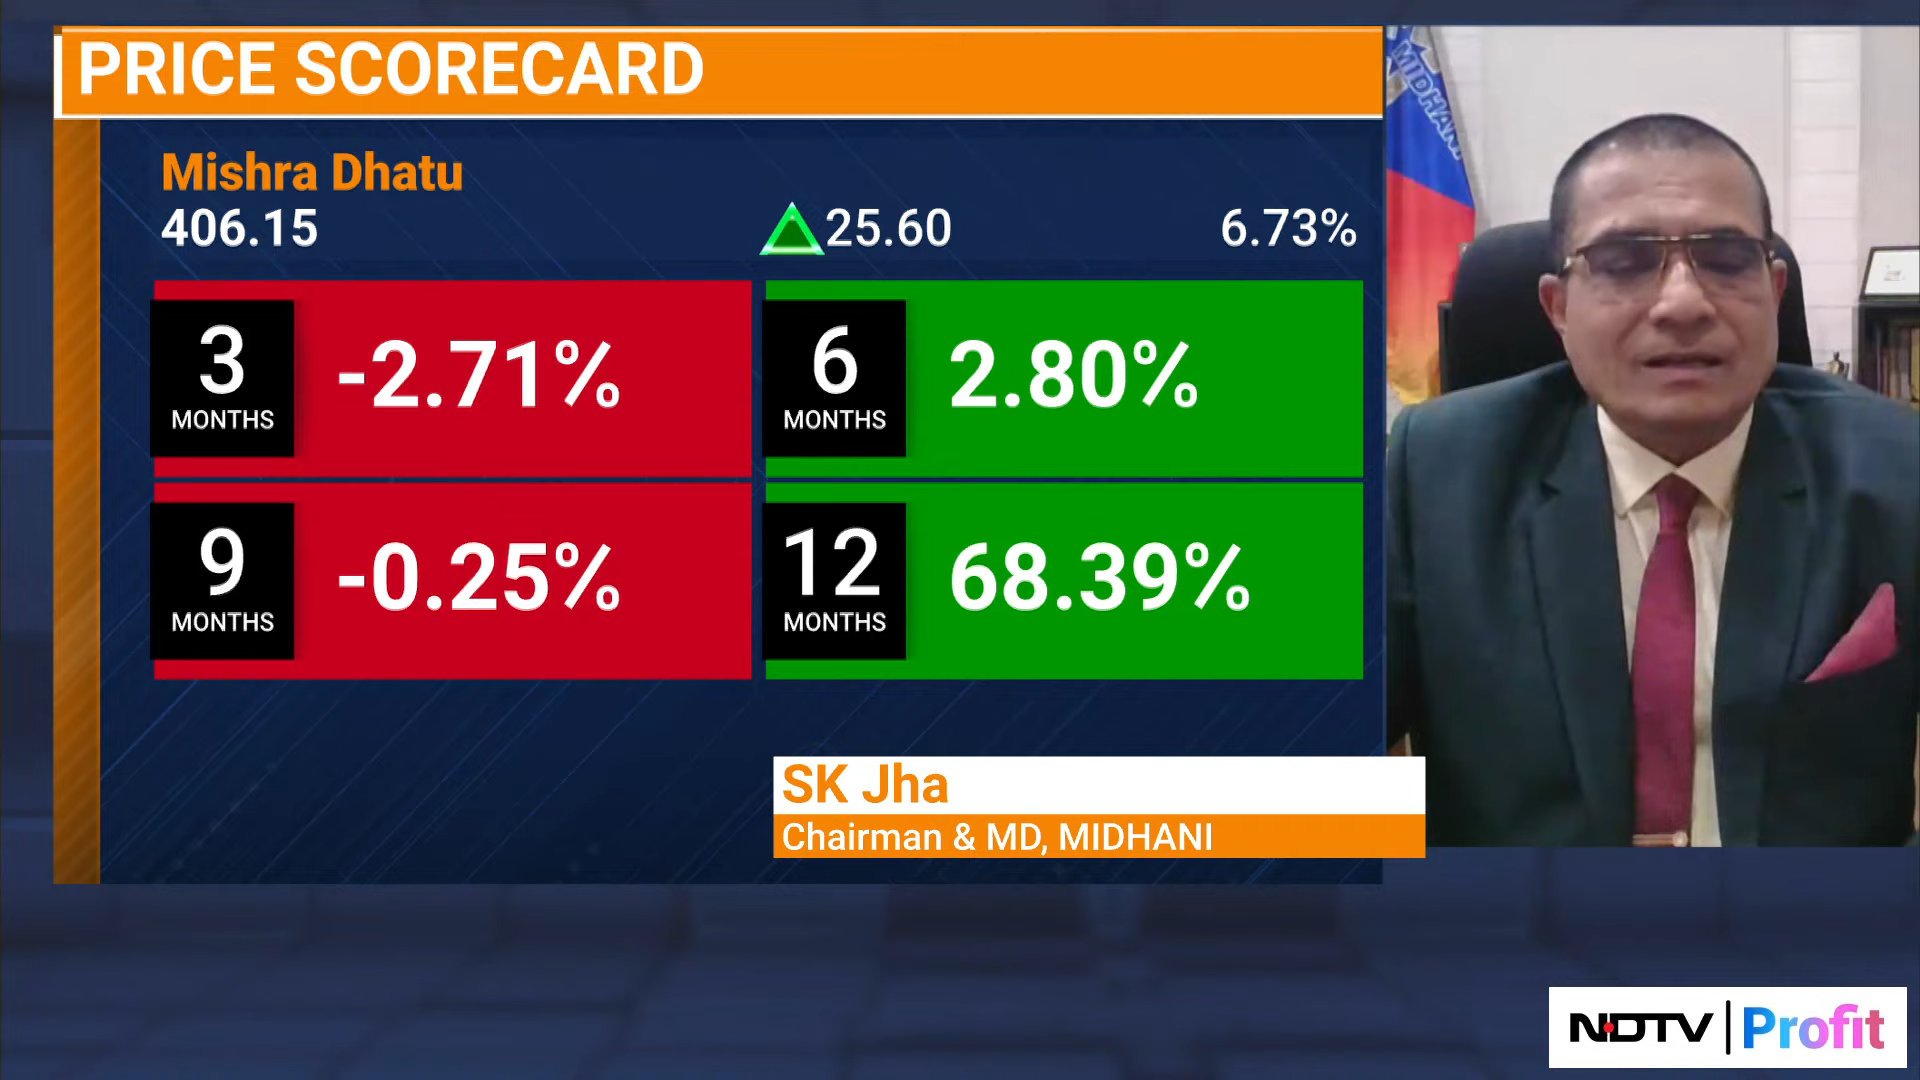 PRICE SCORECARD
Mishra Dhatu
406.15 25.60 6.73%
3 MONTHS -2.71%
6 MONTHS 2.80%
9 MONTHS -0.25%
12 MONTHS 68.39%
SK Jha
Chairman & MD, MIDHANI
MIDHANI
NDTV Profit